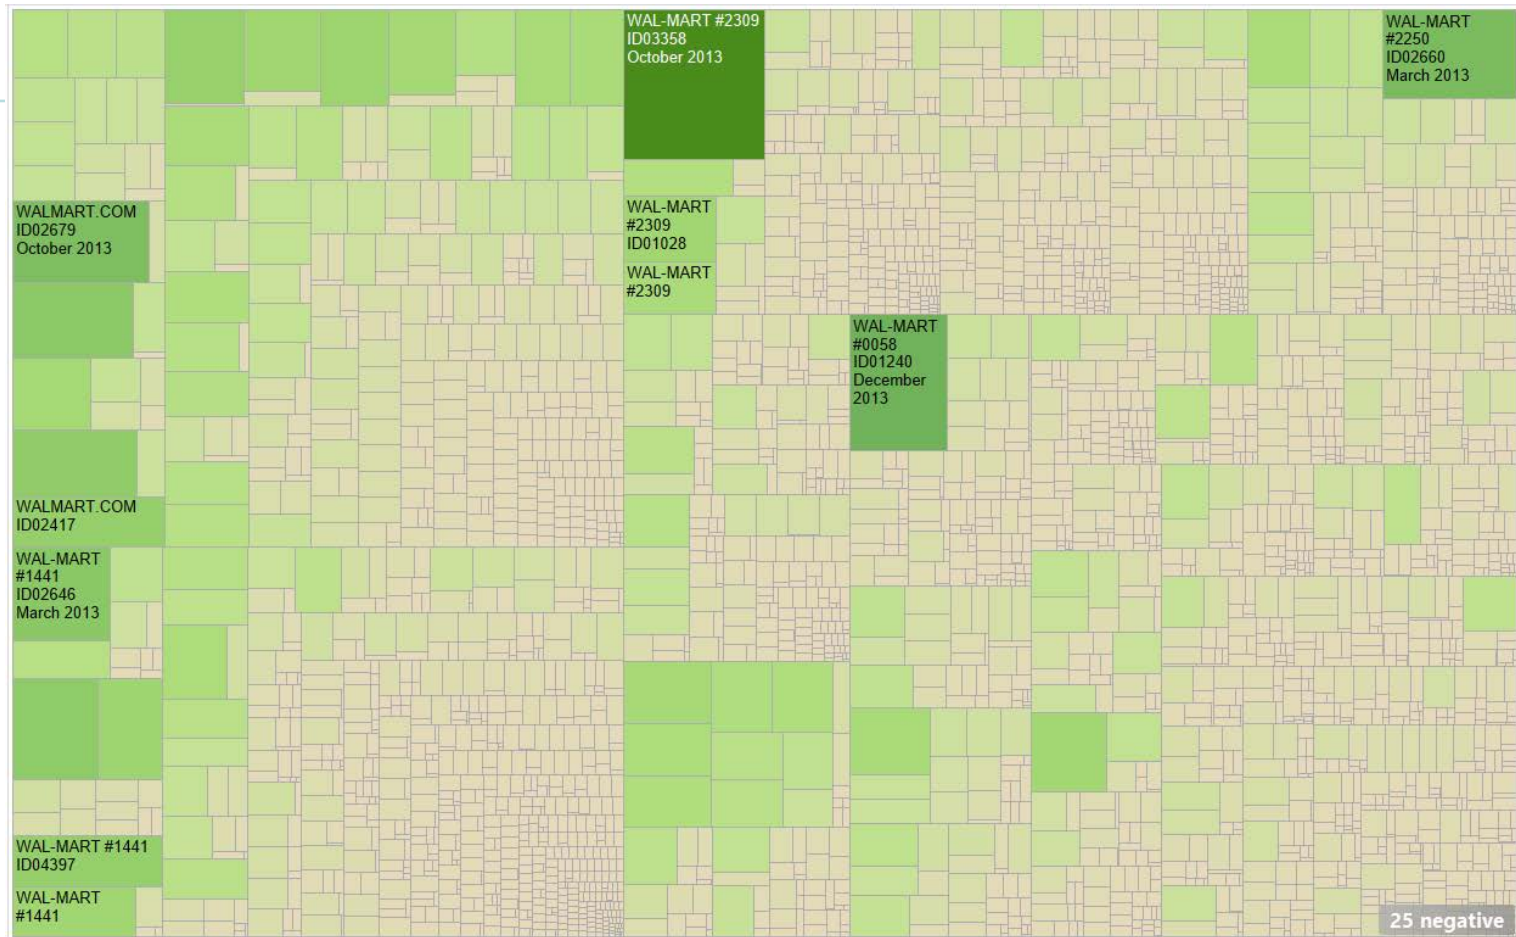 WAL-MART #2309
ID03358
October 2013
WAL-MART
#2250
ID02660
March 2013
WALMART.COM
ID02679
October 2013
WAL-MART
#2309
ID01028
WAL-MART
#2309
WAL-MART
#0058
ID01240
December
2013
WALMART.COM
ID02417
WAL-MART
#1441
ID02646
March 2013
WAL-MART #1441
ID04397
WAL-MART
#1441
25 negative